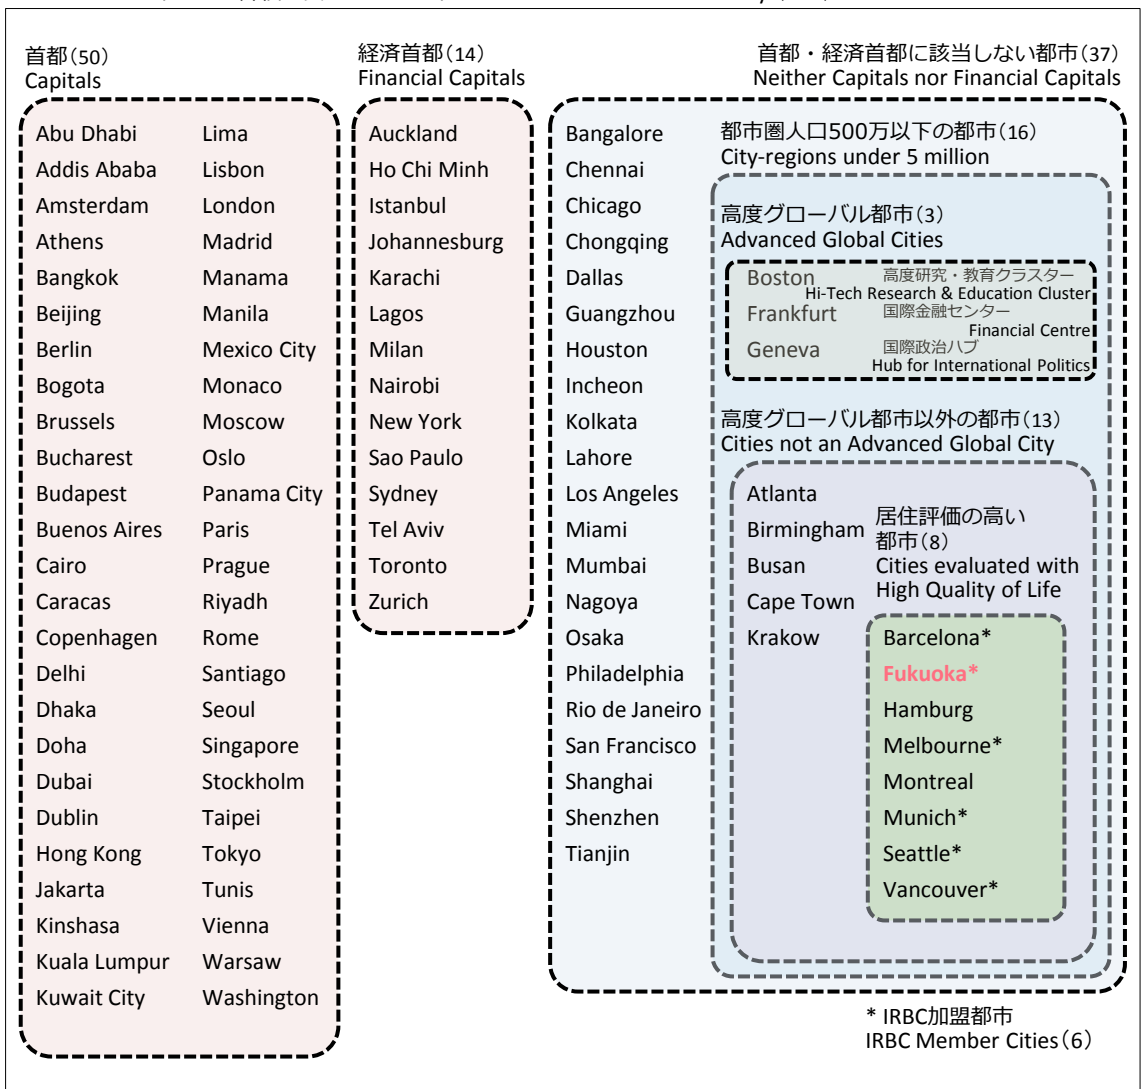 首都（50）
Capitals
Abu Dhabi
Addis Ababa
Amsterdam
Athens
Bangkok
Beijing
Berlin
Bogota
Brussels
Bucharest
Budapest
Buenos Aires
Cairo
Caracas
Copenhagen
Delhi
Dhaka
Doha
Dubai
Dublin
Hong Kong
Jakarta
Kinshasa
Kuala Lumpur
Kuwait City
Lima
Lisbon
London
Madrid
Manama
Manila
Mexico City
Monaco
Moscow
Oslo
Panama City
Paris
Prague
Riyadh
Rome
Santiago
Seoul
Singapore
Stockholm
Taipei
Tokyo
Tunis
Vienna
Warsaw
Washington
経済首都（14）
Financial Capitals
Auckland
Ho Chi Minh
Istanbul
Johannesburg
Karachi
Lagos
Milan
Nairobi
New York
Sao Paulo
Sydney
Tel Aviv
Toronto
Zurich
首都・経済首都に該当しない都市（37）
Neither Capitals nor Financial Capitals
Bangalore
Chennai
Chicago
Chongqing
Dallas
Guangzhou
Houston
Incheon
Kolkata
Lahore
Los Angeles
Miami
Mumbai
Nagoya
Osaka
Philadelphia
Rio de Janeiro
San Francisco
Shanghai
Shenzhen
Tianjin
都市圏人口500万以下の都市（16）
City-regions under 5 million
高度グローバル都市（3）
Advanced Global Cities
Boston 高度研究・教育クラスター
Hi-Tech Research & Education Cluster
Frankfurt 国際金融センター
Financial Centre
Geneva 国際政治ハブ
Hub for International Politics
高度グローバル都市以外の都市（13）
Cities not an Advanced Global City
Atlanta
Birmingham
Busan
Cape Town
Krakow
居住評価の高い
都市（8）
Cities evaluated with
High Quality of Life
Barcelona*
Fukuoka*
Hamburg
Melbourne*
Montreal
Munich*
Seattle*
Vancouver*
* IRBC加盟都市
IRBC Member Cities（6）